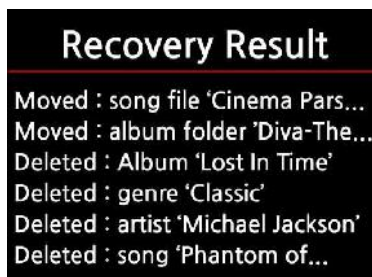 Recovery Result
Moved : song file ‘Cinema Pars...
Moved : album folder ’Diva-The...
Deleted : Album ‘Lost In Time’
Deleted : genre ‘Classic’
Deleted : artist ‘Michael Jackson’
Deleted : song ‘Phantom of...